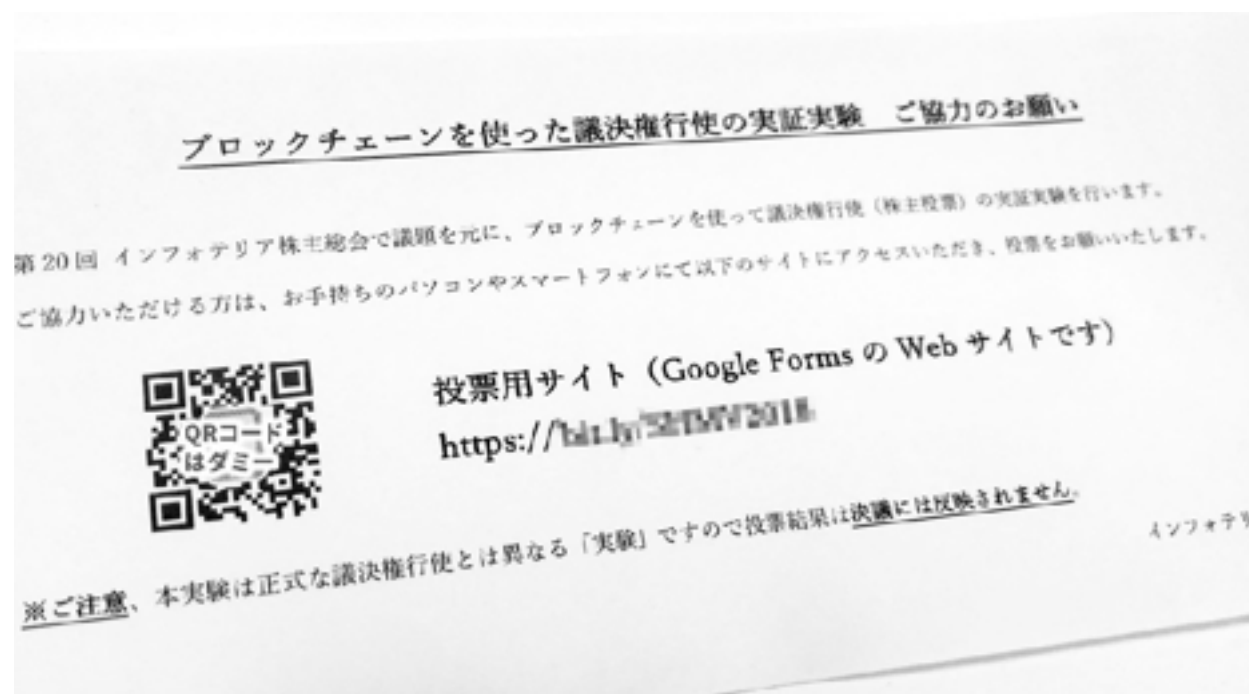 ブロックチェーンを使った議決権行使の実証実験 ご協力のお願い
第20回 インフォテリア株主総会で議題を元に、ブロックチェーンを使って議決権行使(株主投票)の実証実験を行います。
ご協力いただける方は、お手持ちのパソコンやスマートフォンにて以下のサイトにアクセスいただき、投票をお願いいたします。
QRコード
はダミー
投票用サイト(Google Forms の Web サイトです)
https://
※ご注意、本実験は正式な議決権行使とは異なる「実験」ですので投票結果は決議には反映されません。
インフォテリ